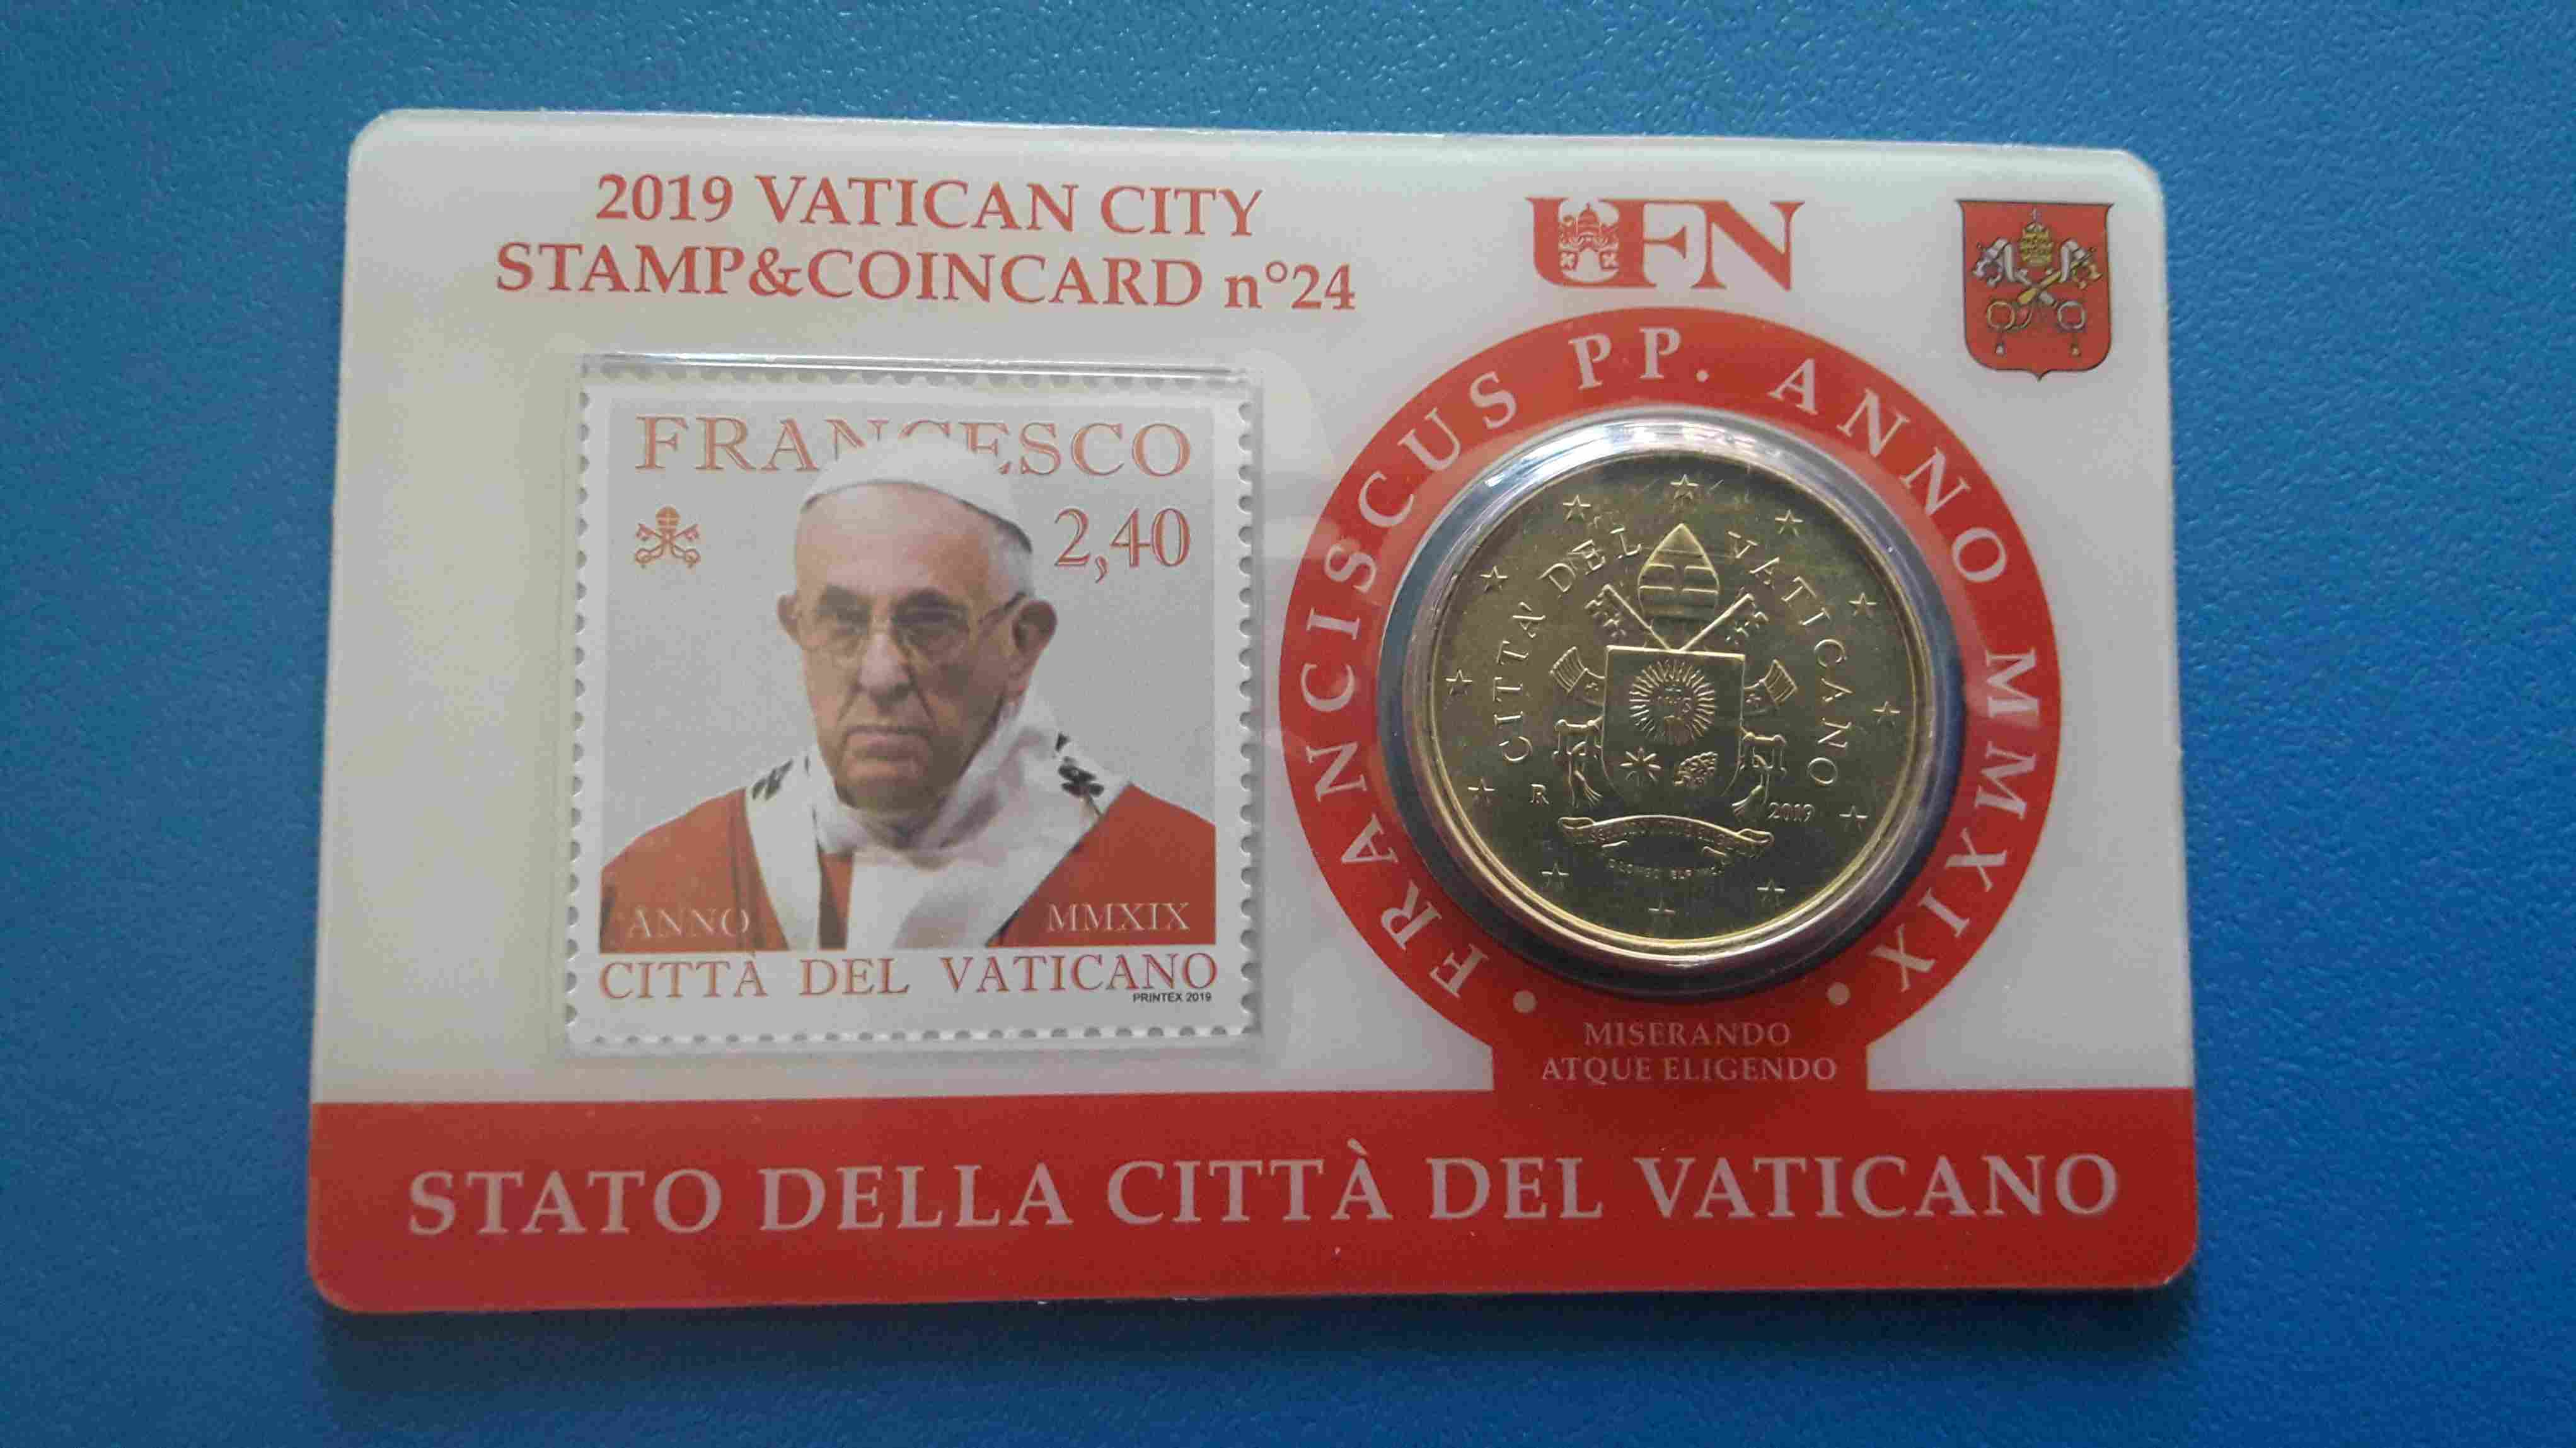 2019 VATICAN CITY
STAMP&COINCARD n°24
UFN
FRANCESCO
2,40
ANNO MMXIX
CITTÀ DEL VATICANO
PRINTEX 2019
FRANCISCUS PP. ANNO MMXIX
CITTA' DEL VATICANO
R
2019
MISERANDO
ATQUE ELIGENDO
STATO DELLA CITTÀ DEL VATICANO